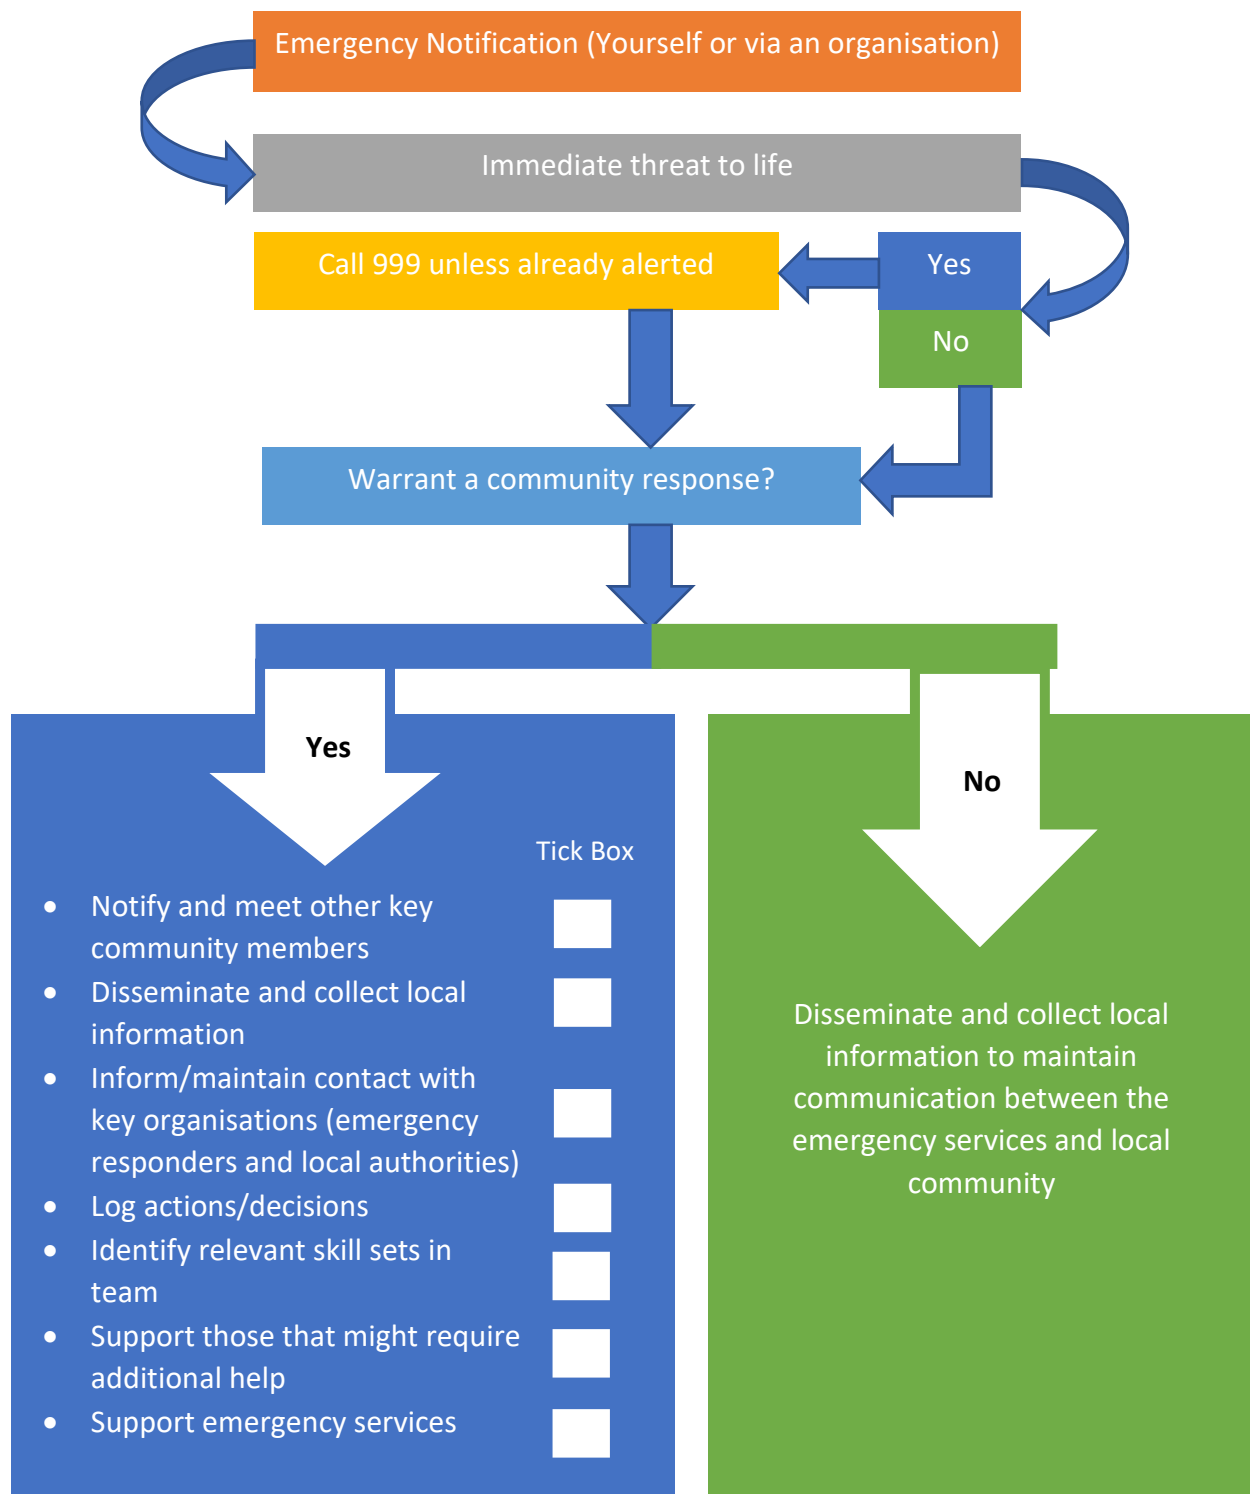 Emergency Notification (Yourself or via an organisation)
Immediate threat to life
Call 999 unless already alerted
Yes
No
Warrant a community response?
Yes
Tick Box
• Notify and meet other key
community members
• Disseminate and collect local
information
• Inform/maintain contact with
key organisations (emergency
responders and local authorities)
• Log actions/decisions
• Identify relevant skill sets in
team
• Support those that might require
additional help
• Support emergency services
No
Disseminate and collect local
information to maintain
communication between the
emergency services and local
community